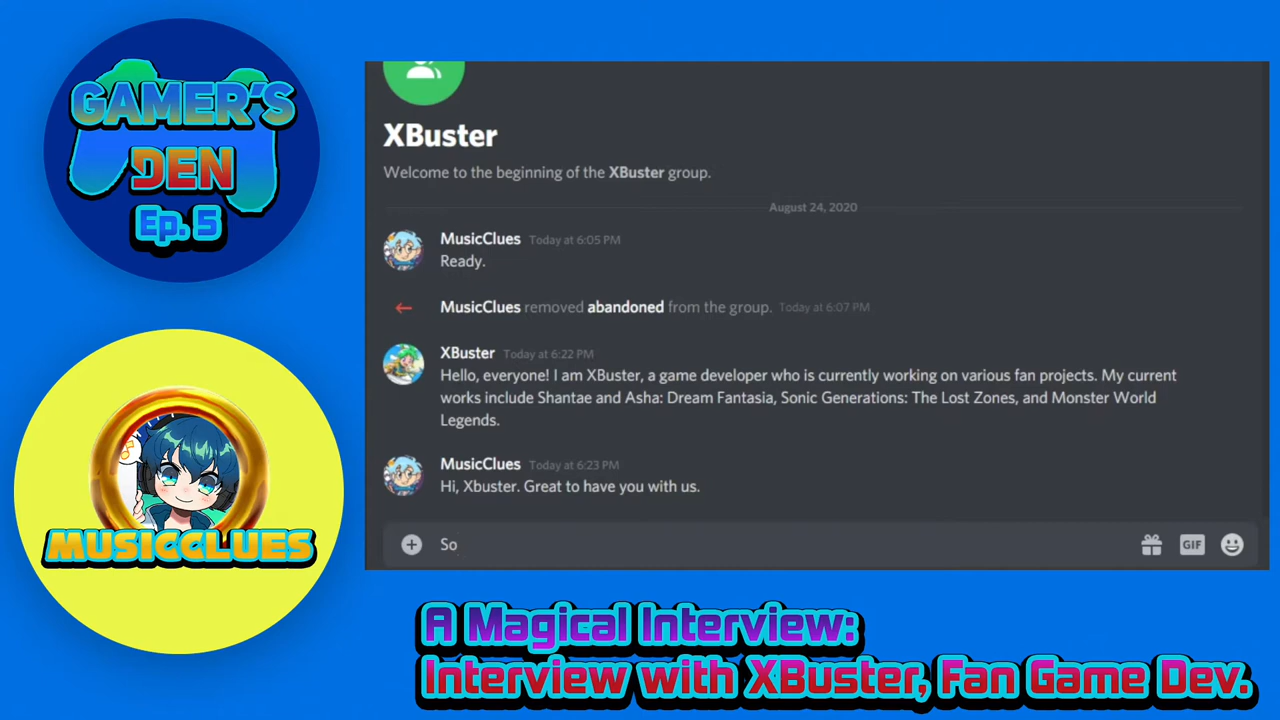 GAMER'S
DEN
Ep. 5
MUSICCLUES
XBuster
Welcome to the beginning of the XBuster group.
August 24, 2020
MusicClues Today at 6:05 PM
Ready.
MusicClues removed abandoned from the group. Today at 6:07 PM
XBuster Today at 6:22 PM
Hello, everyone! I am XBuster, a game developer who is currently working on various fan projects. My current
works include Shantae and Asha: Dream Fantasia, Sonic Generations: The Lost Zones, and Monster World
Legends.
MusicClues Today at 6:23 PM
Hi, Xbuster. Great to have you with us.
So
GIF
A Magical Interview:
Interview with XBuster, Fan Game Dev.